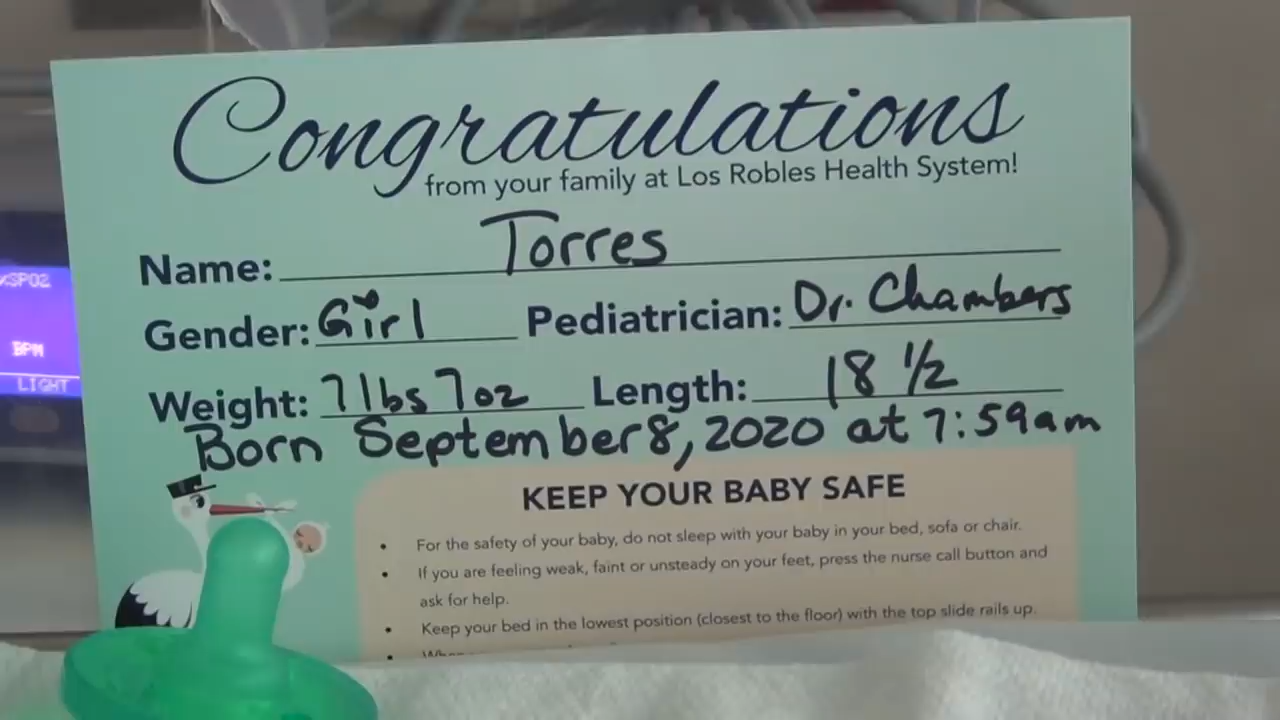 Congratulations
from your family at Los Robles Health System!
Name: Torres
Gender: Girl Pediatrician: Dr. Chambers
Weight: 7lbs 7oz Length: 18 1/2
Born September 8, 2020 at 7:59am
KEEP YOUR BABY SAFE
• For the safety of your baby, do not sleep with your baby in your bed, sofa or chair.
• If you are feeling weak, faint or unsteady on your feet, press the nurse call button and
ask for help.
• Keep your bed in the lowest position (closest to the floor) with the top slide rails up.
%SPO2
BPM
LIGHT